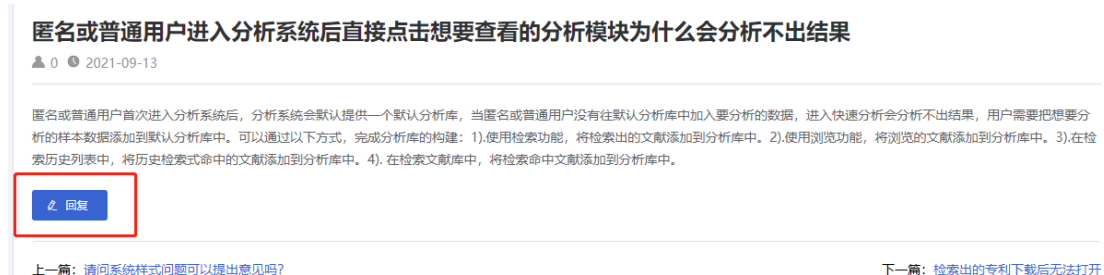 匿名或普通用户进入分析系统后直接点击想要查看的分析模块为什么会分析不出结果
0 2021-09-13
匿名或普通用户首次进入分析系统后，分析系统会默认提供一个默认分析库，当匿名或普通用户没有往默认分析库中加入要分析的数据，进入快速分析会分析不出结果，用户需要把想要分
析的样本数据添加到默认分析库中。可以通过以下方式，完成分析库的构建：1).使用检索功能，将检索出的文献添加到分析库中。2).使用浏览功能，将浏览的文献添加到分析库中。3).在检
索历史列表中，将历史检索式命中的文献添加到分析库中。4). 在检索文献库中，将检索命中文献添加到分析库中。
回复
上一篇：请问系统样式问题可以提出意见吗? 下一篇：检索出的专利下载后无法打开